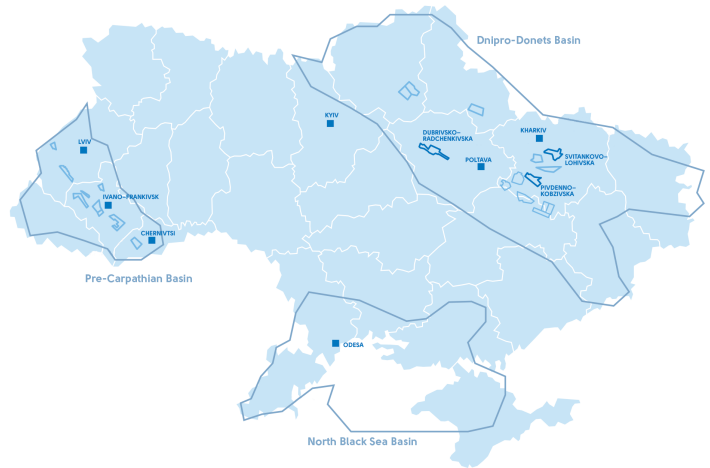 Dnipro-Donets Basin
KYIV
DUBRIVSKO–
RADCHENKIVSKA
KHARKIV
LVIV
POLTAVA
SVITANKOVO–
LOHIVSKA
PIVDENNO–
KOBZIVSKA
IVANO–FRANKIVSK
CHERNIVTSI
Pre-Carpathian Basin
ODESA
North Black Sea Basin